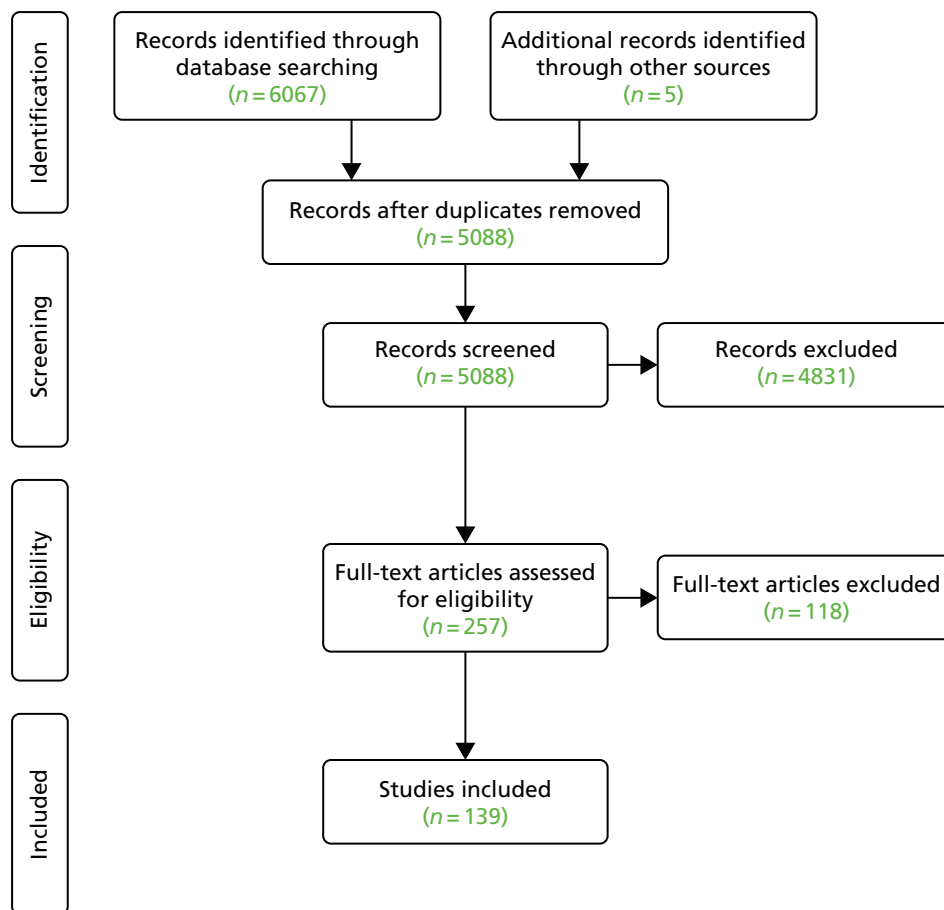 Identification
Records identified through
database searching
(n = 6067)
Additional records identified
through other sources
(n = 5)
Records after duplicates removed
(n = 5088)
Screening
Records screened
(n = 5088)
Records excluded
(n = 4831)
Eligibility
Full-text articles assessed
for eligibility
(n = 257)
Full-text articles excluded
(n = 118)
Included
Studies included
(n = 139)